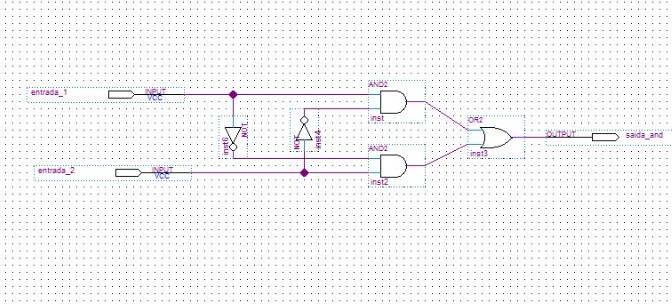 AND2
entrada_1
INPUT
VCC
inst
OR2
NOT
inst6
NOT
inst4
OUTPUT
saida_and
AND2
inst3
entrada_2
INPUT
VCC
inst2